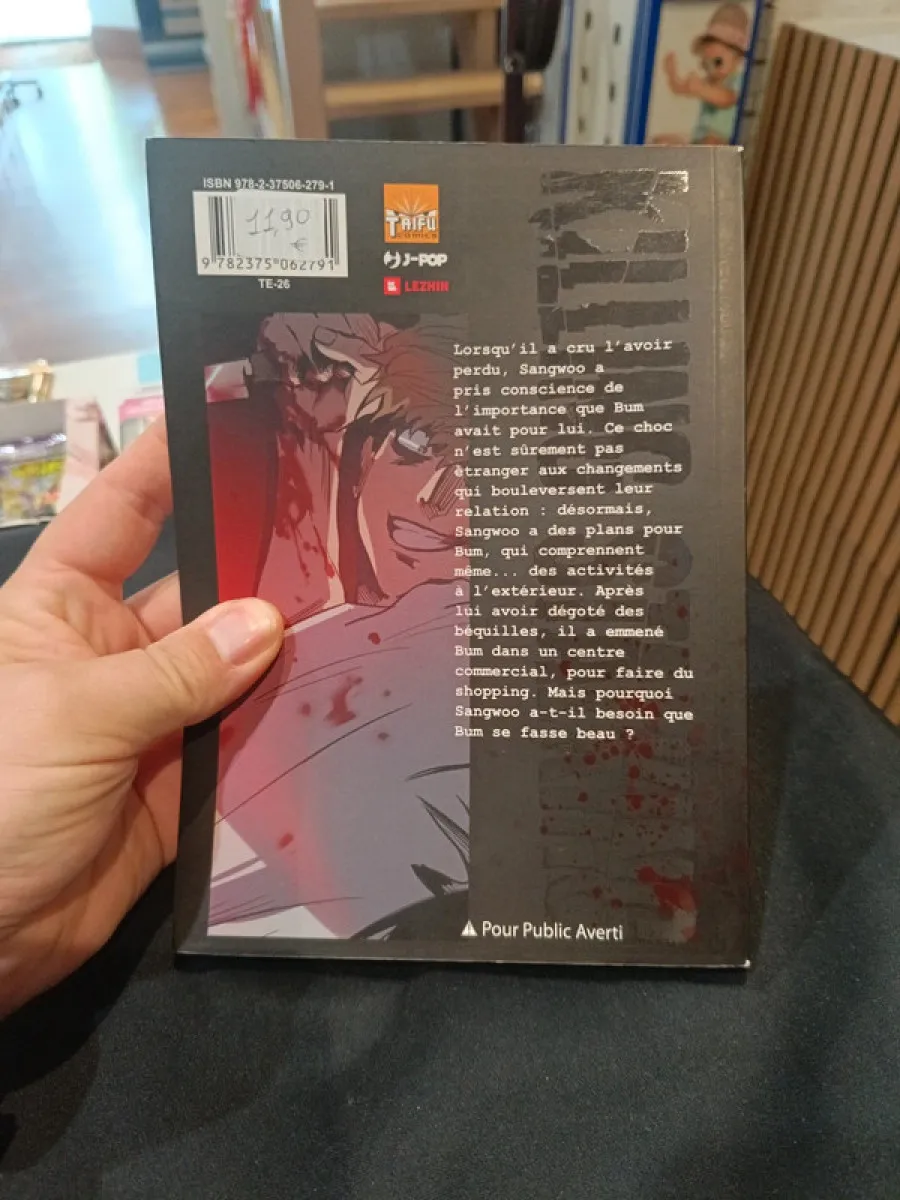 ISBN 978-2-37506-279-1
11,90
€
9 782375 062791
TE-26
TAIFU
comics
J-POP
LEZHIN
Lorsqu'il a cru l'avoir
perdu, Sangwoo a
pris conscience de
l'importance que Bum
avait pour lui. Ce choc
n'est sûrement pas
étranger aux changements
qui bouleversent leur
relation : désormais,
Sangwoo a des plans pour
Bum, qui comprennent
même... des activités
à l'extérieur. Après
lui avoir dégoté des
béquilles, il a emmené
Bum dans un centre
commercial, pour faire du
shopping. Mais pourquoi
Sangwoo a-t-il besoin que
Bum se fasse beau ?
Pour Public Averti